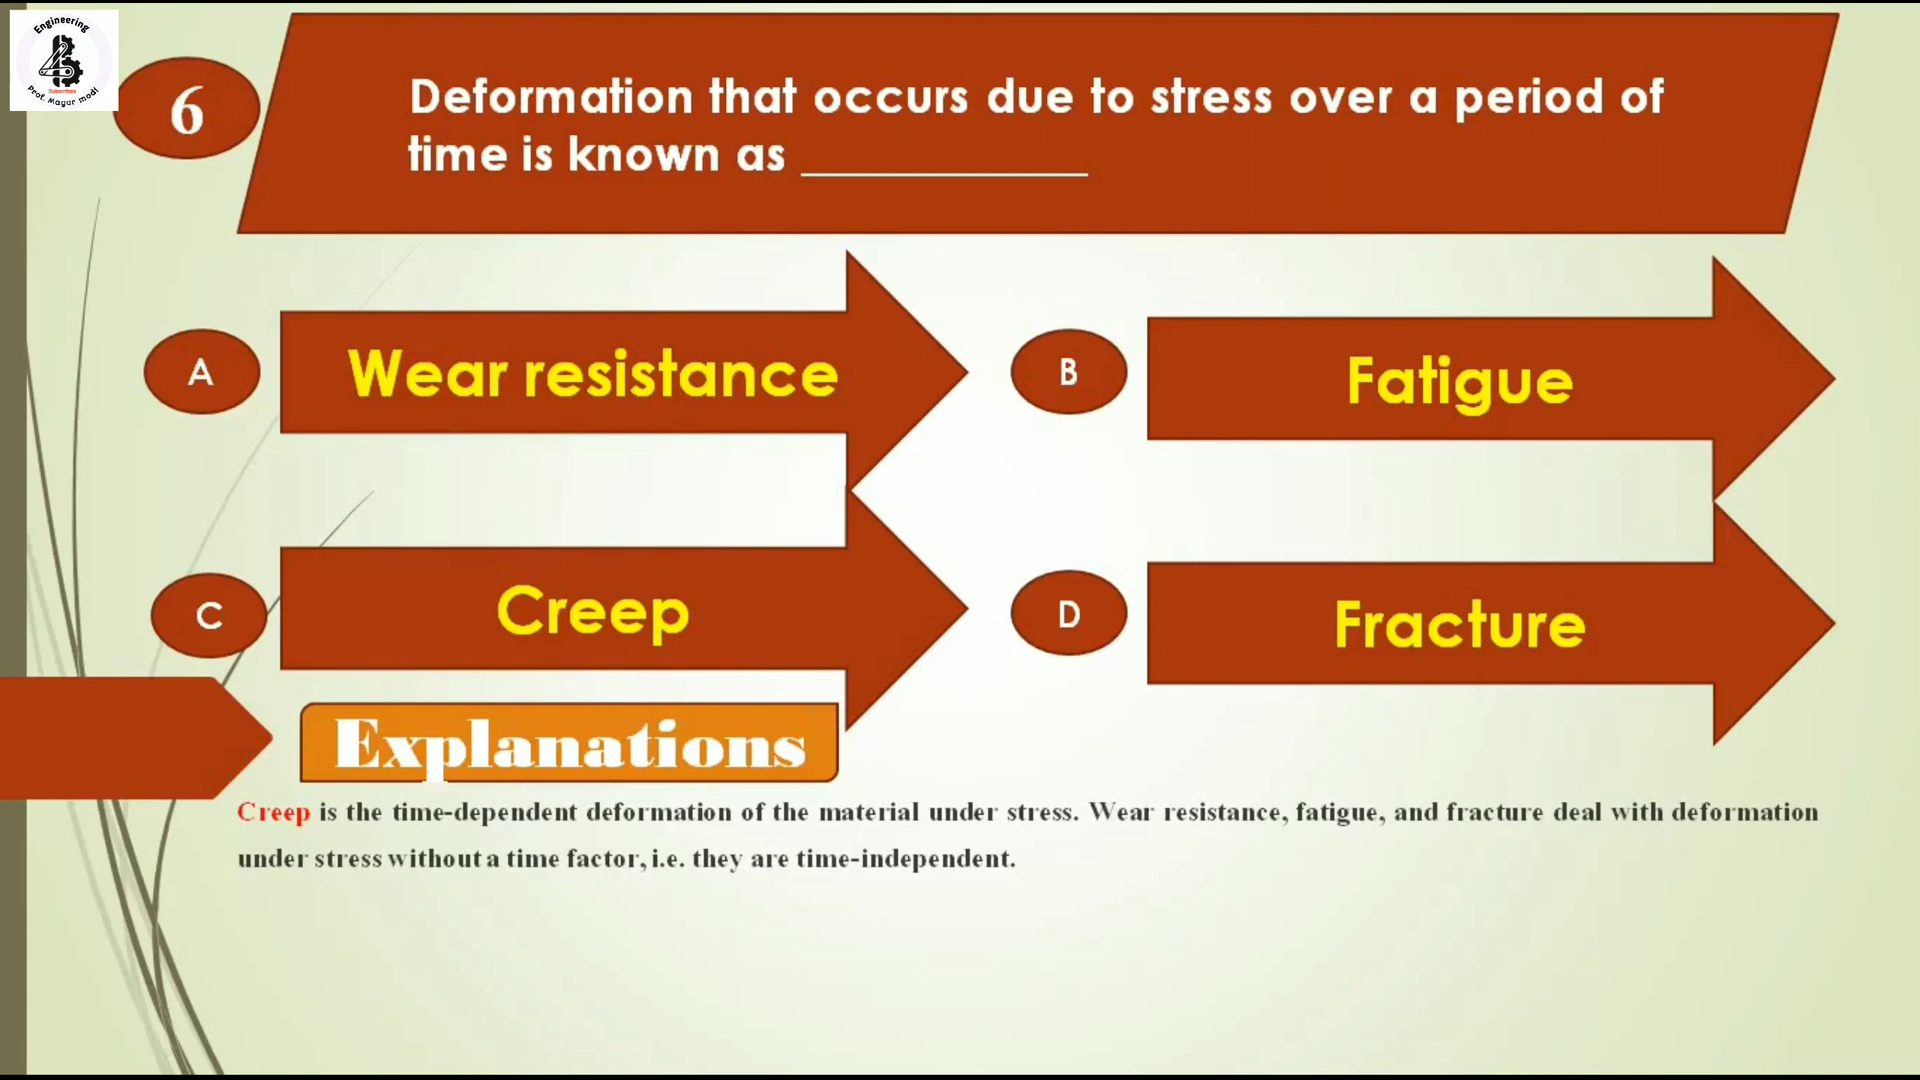 Engineering
Subscribes
Prof. Mayur modi
6
Deformation that occurs due to stress over a period of
time is known as ____________
A
Wear resistance
B
Fatigue
C
Creep
D
Fracture
Explanations
Creep is the time-dependent deformation of the material under stress. Wear resistance, fatigue, and fracture deal with deformation
under stress without a time factor, i.e. they are time-independent.